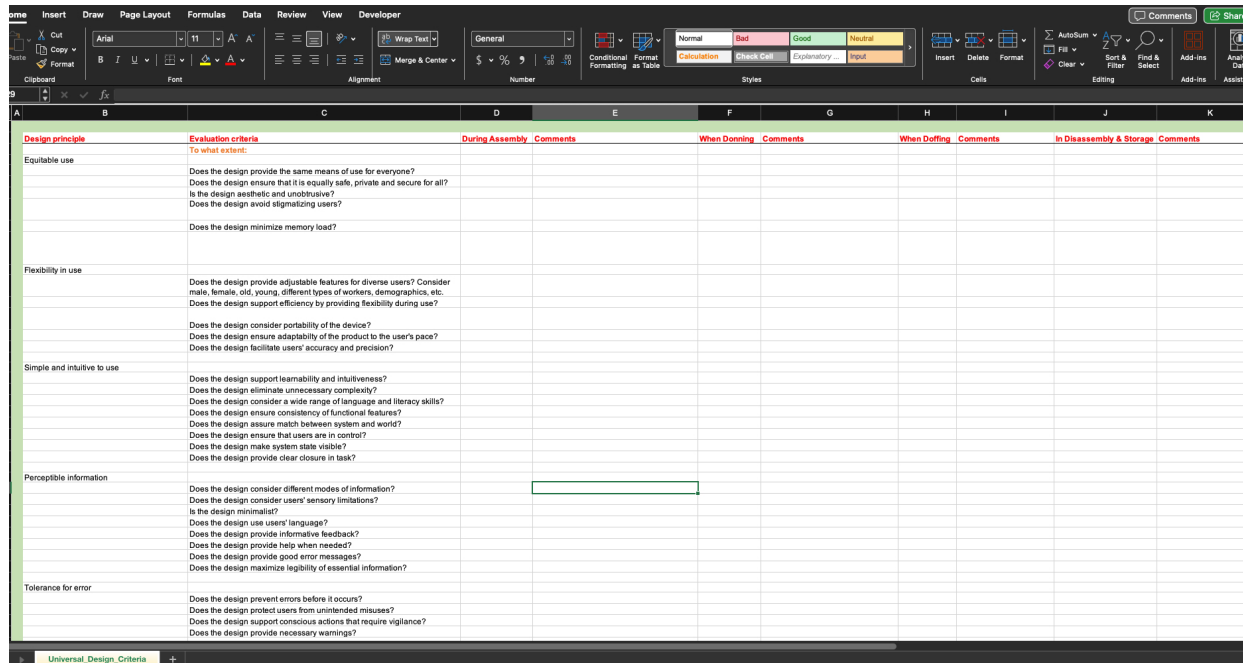 ome Insert Draw Page Layout Formulas Data Review View Developer Comments Share
Cut Arial 11 A^ A˅ ab Wrap Text General Normal Bad Good Neutral AutoSum
Copy Fill
Paste Format B I U A Merge & Center $ % 9 Conditional Formatting Format as Table Calculation Check Cell Explanatory ... Input Insert Delete Format Clear Sort & Filter Find & Select Add-ins
Clipboard Font Alignment Number Styles Cells Editing Add-ins
fx
A B C D E F G H I J K
Design principle Evaluation criteria During Assembly Comments When Donning Comments When Doffing Comments In Disassembly & Storage Comments
To what extent:
Equitable use
Does the design provide the same means of use for everyone?
Does the design ensure that it is equally safe, private and secure for all?
Is the design aesthetic and unobtrusive?
Does the design avoid stigmatizing users?
Does the design minimize memory load?
Flexibility in use
Does the design provide adjustable features for diverse users? Consider
male, female, old, young, different types of workers, demographics, etc.
Does the design support efficiency by providing flexibility during use?
Does the design consider portability of the device?
Does the design ensure adaptabilty of the product to the user's pace?
Does the design facilitate users' accuracy and precision?
Simple and intuitive to use
Does the design support learnability and intuitiveness?
Does the design eliminate unnecessary complexity?
Does the design consider a wide range of language and literacy skills?
Does the design ensure consistency of functional features?
Does the design assure match between system and world?
Does the design ensure that users are in control?
Does the design make system state visible?
Does the design provide clear closure in task?
Perceptible information
Does the design consider different modes of information?
Does the design consider users' sensory limitations?
Is the design minimalist?
Does the design use users' language?
Does the design provide informative feedback?
Does the design provide help when needed?
Does the design provide good error messages?
Does the design maximize legibility of essential information?
Tolerance for error
Does the design prevent errors before it occurs?
Does the design protect users from unintended misuses?
Does the design support conscious actions that require vigilance?
Does the design provide necessary warnings?
Universal_Design_Criteria +